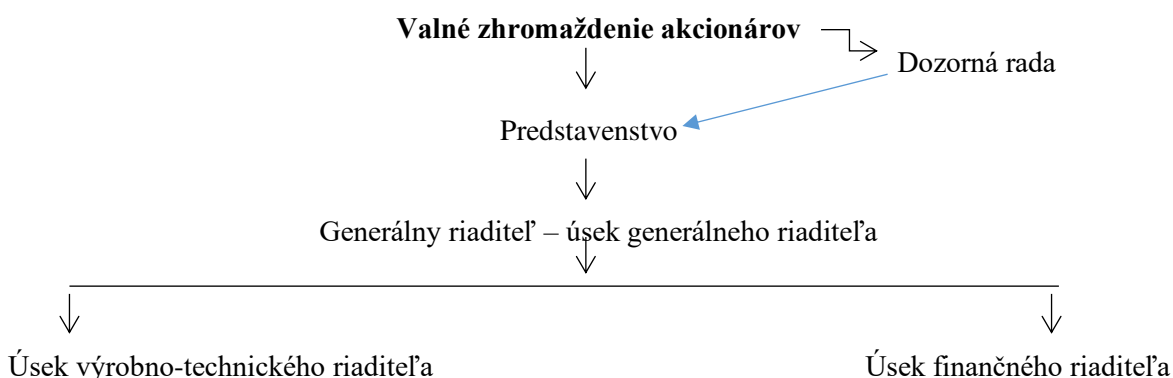 Valné zhromaždenie akcionárov
Dozorná rada
Predstavenstvo
Generálny riaditeľ – úsek generálneho riaditeľa
Úsek výrobno-technického riaditeľa
Úsek finančného riaditeľa